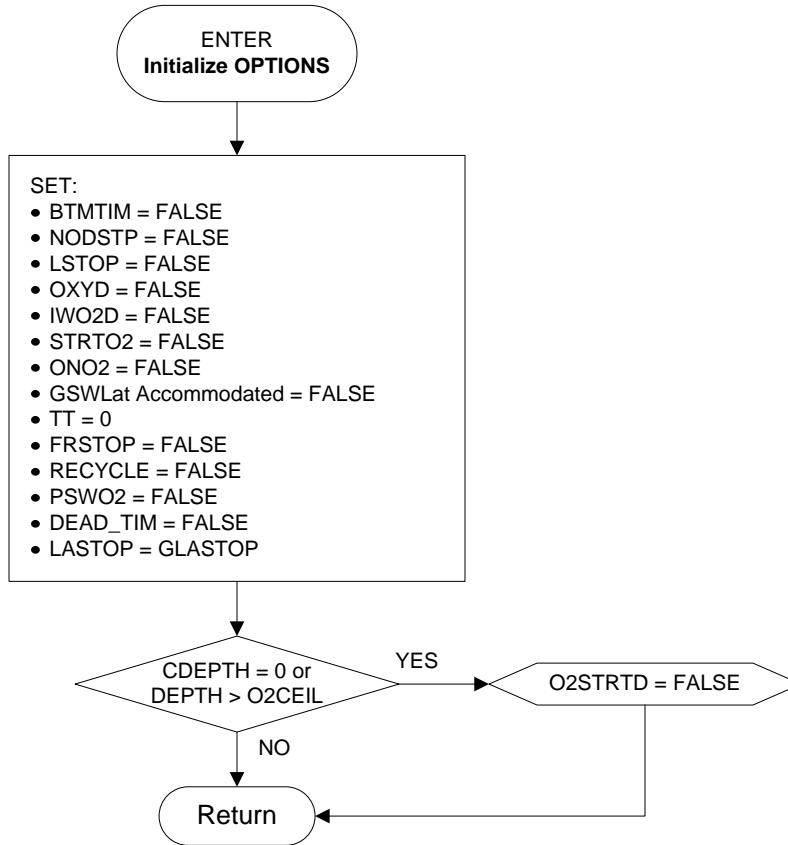 ENTER
Initialize OPTIONS
SET:
• BTMTIM = FALSE
• NODSTP = FALSE
• LSTOP = FALSE
• OXYD = FALSE
• IWO2D = FALSE
• STRTO2 = FALSE
• ONO2 = FALSE
• GSWLat Accommodated = FALSE
• TT = 0
• FRSTOP = FALSE
• RECYCLE = FALSE
• PSWO2 = FALSE
• DEAD_TIM = FALSE
• LASTOP = GLASTOP
CDEPTH = 0 or
DEPTH > O2CEIL
YES
O2STRTD = FALSE
NO
Return